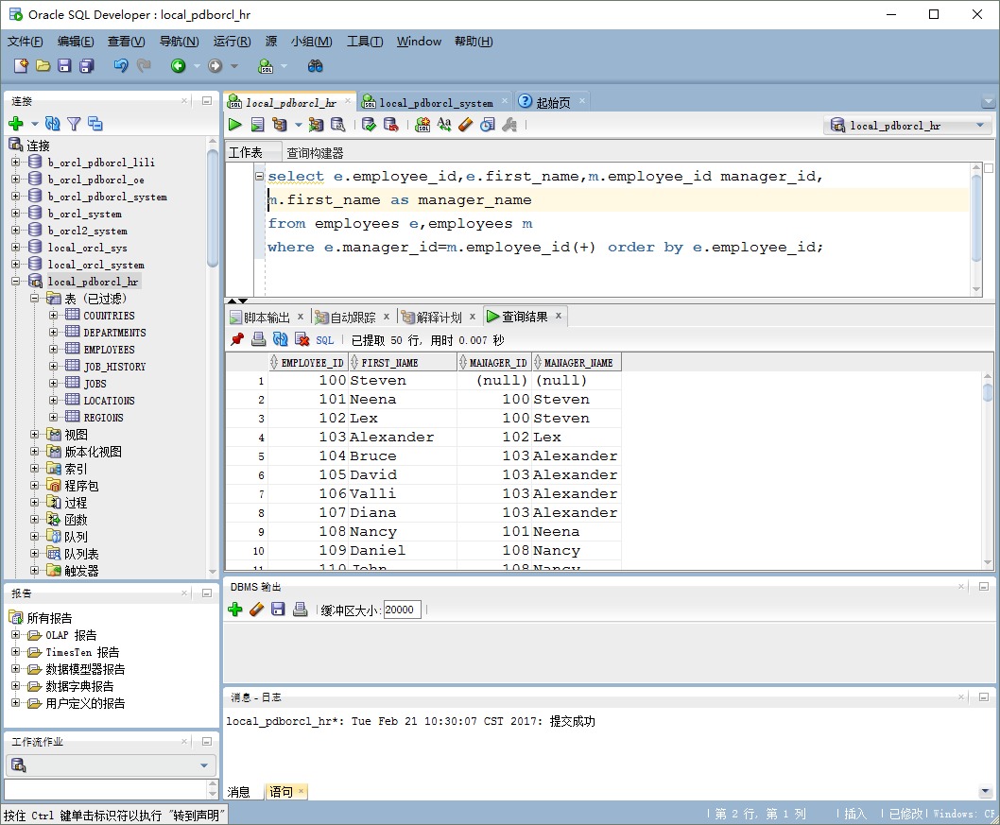 Oracle SQL Developer : local_pdborcl_hr
文件(F) 编辑(E) 查看(V) 导航(N) 运行(R) 源 小组(M) 工具(T) Window 帮助(H)
连接
连接
b_orcl_pdborcl_lili
b_orcl_pdborcl_oe
b_orcl_pdborcl_system
b_orcl_system
b_orcl2_system
local_orcl_sys
local_orcl_system
local_pdborcl_hr
表 (已过滤)
COUNTRIES
DEPARTMENTS
EMPLOYEES
JOB_HISTORY
JOBS
LOCATIONS
REGIONS
视图
版本化视图
索引
程序包
过程
函数
队列
队列表
触发器
报告
所有报告
OLAP 报告
TimesTen 报告
数据模型器报告
数据字典报告
用户定义的报告
工作流作业
local_pdborcl_hr local_pdborcl_system 起始页
SQL Aa local_pdborcl_hr
工作表 查询构建器
select e.employee_id,e.first_name,m.employee_id manager_id,
m.first_name as manager_name
from employees e,employees m
where e.manager_id=m.employee_id(+) order by e.employee_id;
脚本输出 x 自动跟踪 x 解释计划 x 查询结果 x
SQL 已提取 50 行, 用时 0.007 秒
EMPLOYEE_ID FIRST_NAME MANAGER_ID MANAGER_NAME
1 100 Steven (null) (null)
2 101 Neena 100 Steven
3 102 Lex 100 Steven
4 103 Alexander 102 Lex
5 104 Bruce 103 Alexander
6 105 David 103 Alexander
7 106 Valli 103 Alexander
8 107 Diana 103 Alexander
9 108 Nancy 101 Neena
10 109 Daniel 108 Nancy
11 110 John 108 Nancy
DBMS 输出
缓冲区大小: 20000
消息 - 日志
local_pdborcl_hr*: Tue Feb 21 10:30:07 CST 2017: 提交成功
消息 语句
按住 Ctrl 键单击标识符以执行 "转到声明" 第 2 行, 第 1 列 插入 已修改 Windows: CF